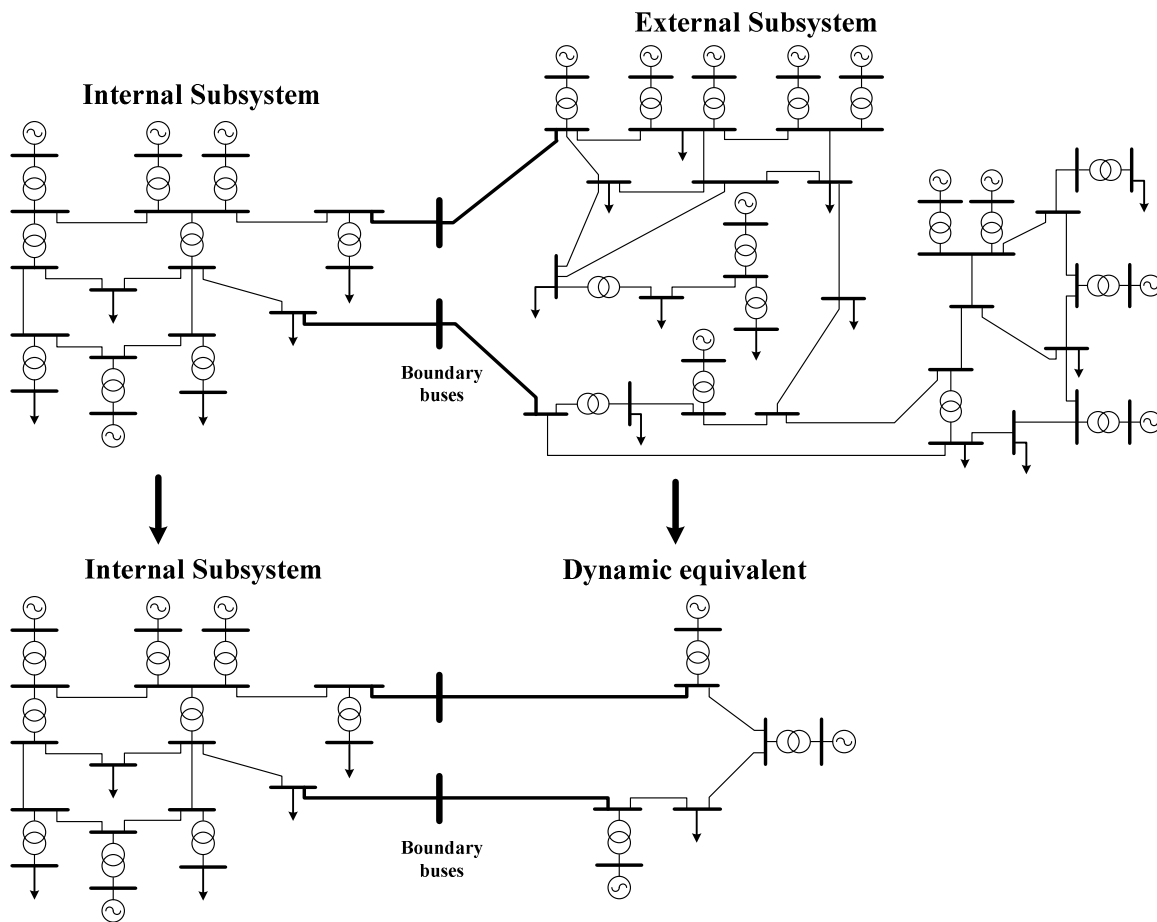 External Subsystem
Internal Subsystem
Boundary
buses
Internal Subsystem
Dynamic equivalent
Boundary
buses